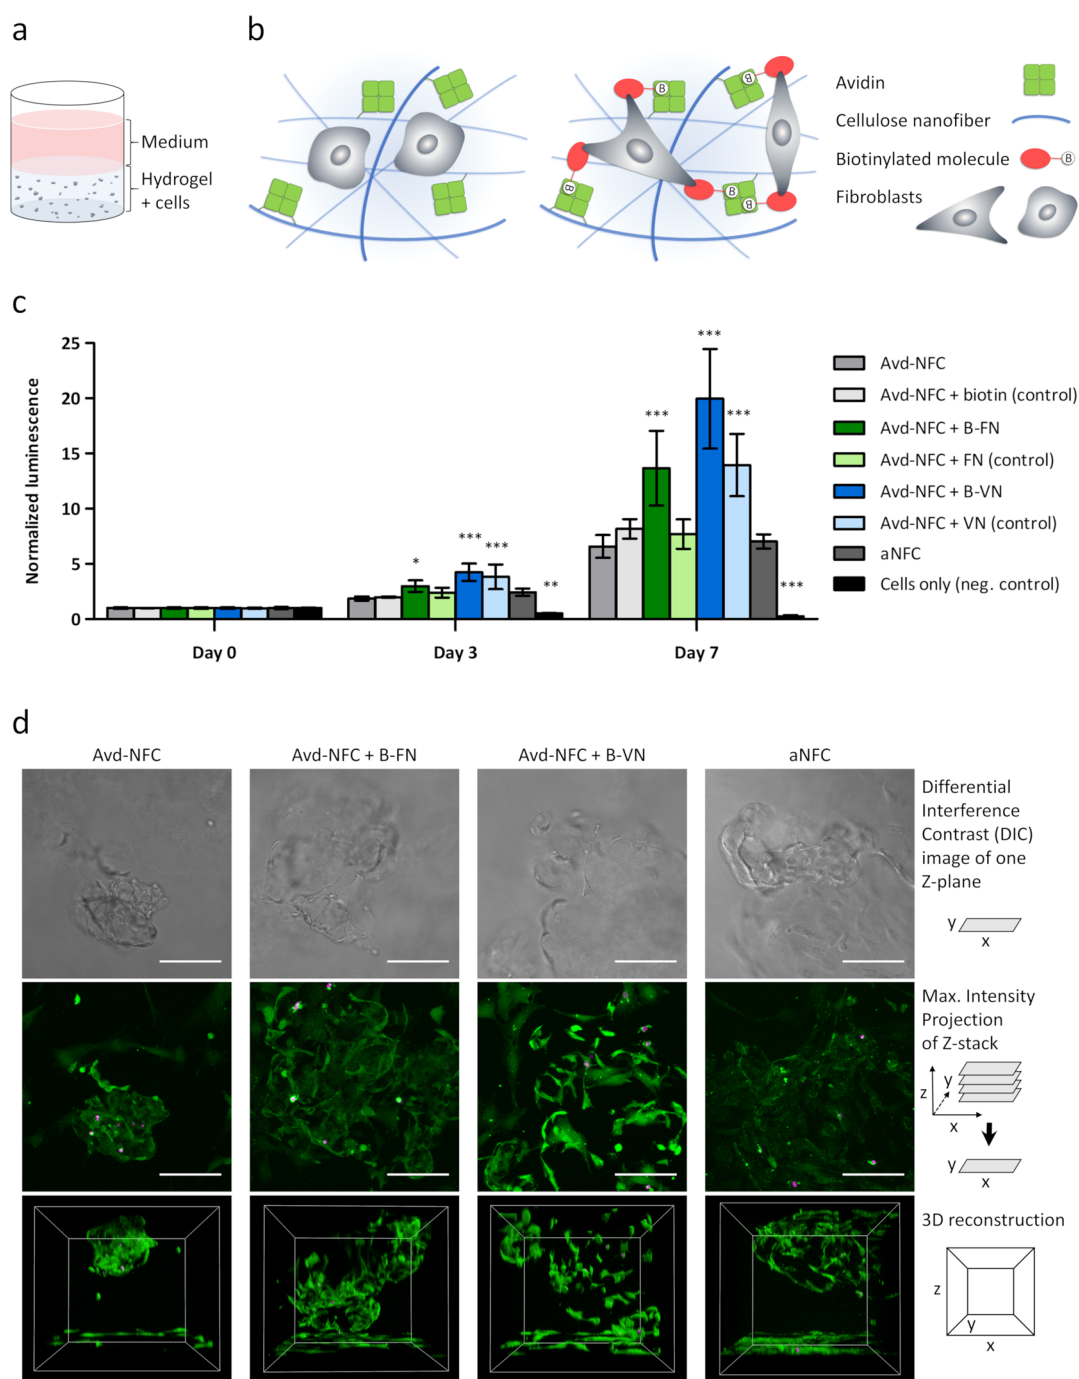 a
Medium
Hydrogel
+ cells
b
B
B
B
B
B
Avidin
Cellulose nanofiber
Biotinylated molecule
B
Fibroblasts
c
Normalized luminescence
25
20
15
10
5
0
*
***
***
**
***
***
***
***
Day 0
Day 3
Day 7
Avd-NFC
Avd-NFC + biotin (control)
Avd-NFC + B-FN
Avd-NFC + FN (control)
Avd-NFC + B-VN
Avd-NFC + VN (control)
aNFC
Cells only (neg. control)
d
Avd-NFC
Avd-NFC + B-FN
Avd-NFC + B-VN
aNFC
Differential
Interference
Contrast (DIC)
image of one
Z-plane
y
x
Max. Intensity
Projection
of Z-stack
z
y
x
y
x
3D reconstruction
z
y
x